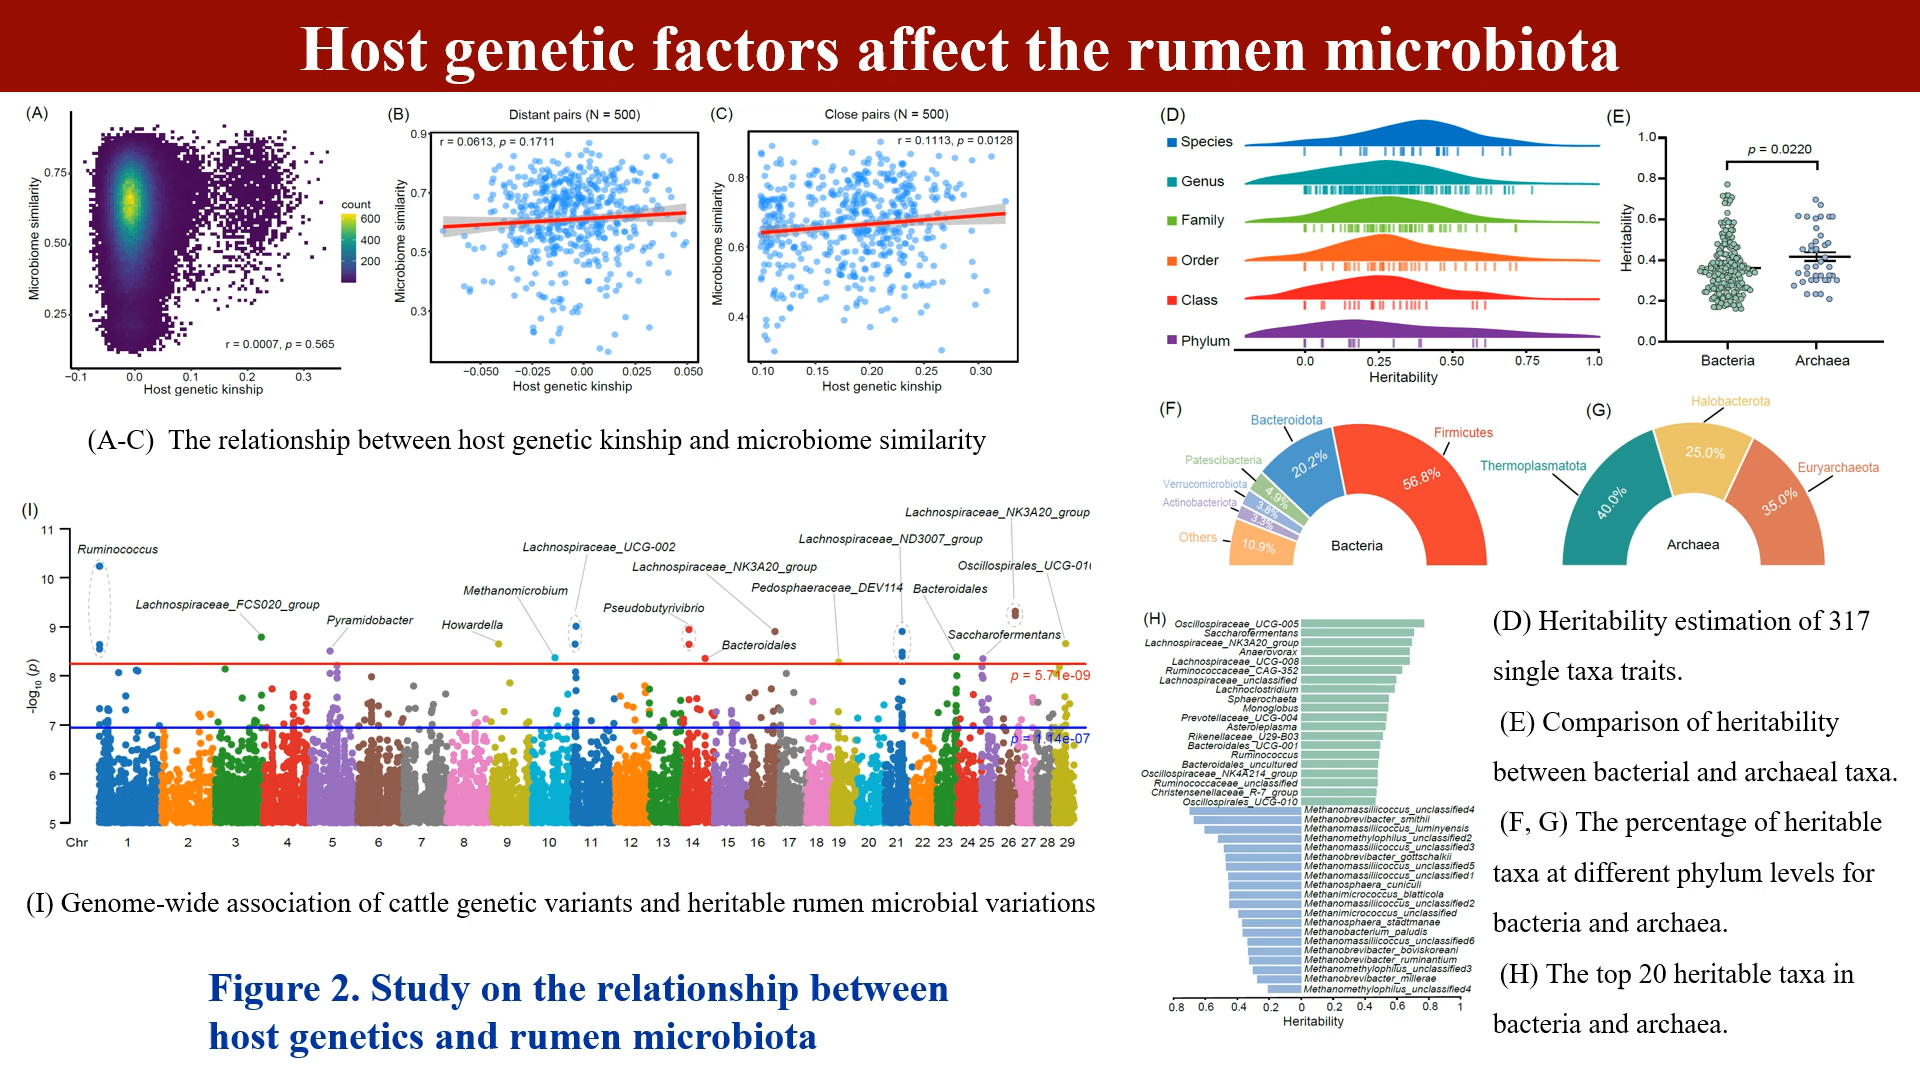 Host genetic factors affect the rumen microbiota
(A)
0.75
0.50
0.25
Microbiome similarity
count
600
400
200
r = 0.0007, p = 0.565
−0.1
0.0
0.1
0.2
0.3
Host genetic kinship
(B)
Distant pairs (N = 500)
r = 0.0613, p = 0.1711
0.9
0.7
0.5
0.3
Microbiome similarity
−0.050
−0.025
0.000
0.025
0.050
Host genetic kinship
(C)
Close pairs (N = 500)
r = 0.1113, p = 0.0128
0.8
0.6
0.4
Microbiome similarity
0.10
0.15
0.20
0.25
0.30
Host genetic kinship
(A-C) The relationship between host genetic kinship and microbiome similarity
(D)
Species
Genus
Family
Order
Class
Phylum
0.0
0.25
0.50
0.75
1.0
Heritability
(E)
p = 0.0220
1.0
0.8
0.6
0.4
0.2
0.0
Heritability
Bacteria
Archaea
(F)
Bacteroidota
Firmicutes
Patescibacteria
Verrucomicrobiota
Actinobacteriota
Others
20.2%
56.8%
4.9%
3.8%
3.3%
10.9%
Bacteria
(G)
Halobacterota
Thermoplasmatota
Euryarchaeota
25.0%
40.0%
35.0%
Archaea
(I)
11
10
9
8
7
6
5
-log10 (p)
Ruminococcus
Lachnospiraceae_FCS020_group
Pyramidobacter
Howardella
Methanomicrobium
Lachnospiraceae_UCG-002
Lachnospiraceae_NK3A20_group
Pseudobutyrivibrio
Bacteroidales
Pedosphaeraceae_DEV114
Lachnospiraceae_ND3007_group
Bacteroidales
Saccharofermentans
Lachnospiraceae_NK3A20_group
Oscillospirales_UCG-010
p = 5.71e-09
p = 1.14e-07
Chr 1 2 3 4 5 6 7 8 9 10 11 12 13 14 15 16 17 18 19 20 21 22 23 24 25 26 27 28 29
(I) Genome-wide association of cattle genetic variants and heritable rumen microbial variations
Figure 2. Study on the relationship between
host genetics and rumen microbiota
(H)
Oscillospiraceae_UCG-005
Saccharofermentans
Lachnospiraceae_NK3A20_group
Anaerovorax
Lachnospiraceae_UCG-008
Ruminococcaceae_CAG-352
Lachnospiraceae_unclassified
Lachnoclostridium
Sphaerochaeta
Monoglobus
Prevotellaceae_UCG-004
Asteroleplasma
Rikenellaceae_U29-B03
Bacteroidales_UCG-001
Ruminococcus
Bacteroidales_uncultured
Oscillospiraceae_NK4A214_group
Ruminococcaceae_unclassified
Christensenellaceae_R-7_group
Oscillospirales_UCG-010
Methanomassiliicoccus_unclassified4
Methanobrevibacter_smithii
Methanomassiliicoccus_luminyensis
Methanomethylophilus_unclassified2
Methanomassiliicoccus_unclassified3
Methanobrevibacter_gottschalkii
Methanomassiliicoccus_unclassified5
Methanomassiliicoccus_unclassified1
Methanosphaera_cuniculi
Methanimicrococcus_blatticola
Methanomassiliicoccus_unclassified2
Methanimicrococcus_unclassified
Methanosphaera_stadtmanae
Methanobacterium_paludis
Methanomassiliicoccus_unclassified6
Methanobrevibacter_boviskoreani
Methanobrevibacter_ruminantium
Methanomethylophilus_unclassified3
Methanobrevibacter_millerae
Methanomethylophilus_unclassified4
0.8 0.6 0.4 0.2 0 0.2 0.4 0.6 0.8 1
Heritability
(D) Heritability estimation of 317
single taxa traits.
(E) Comparison of heritability
between bacterial and archaeal taxa.
(F, G) The percentage of heritable
taxa at different phylum levels for
bacteria and archaea.
(H) The top 20 heritable taxa in
bacteria and archaea.